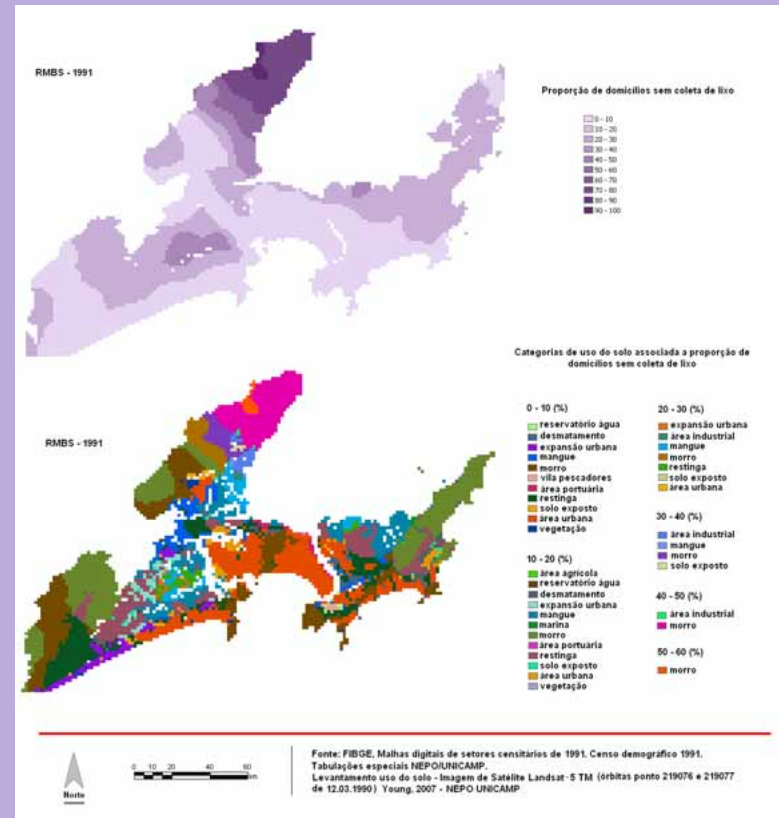 RMBS - 1991
Proporção de domicílios sem coleta de lixo
0 - 10
10 - 20
20 - 30
30 - 40
40 - 50
50 - 60
60 - 70
70 - 80
80 - 90
90 - 100
Categorias de uso do solo associada a proporção de
domicílios sem coleta de lixo
RMBS - 1991
0 - 10 (%)
reservatório água
desmatamento
expansão urbana
mangue
morro
vila pescadores
área portuária
restinga
solo exposto
área urbana
vegetação
10 - 20 (%)
área agrícola
reservatório água
desmatamento
expansão urbana
mangue
marina
morro
área portuária
restinga
solo exposto
área urbana
vegetação
20 - 30 (%)
expansão urbana
área industrial
mangue
morro
restinga
solo exposto
área urbana
30 - 40 (%)
área industrial
mangue
morro
solo exposto
40 - 50 (%)
área industrial
morro
50 - 60 (%)
morro
Norte
0 10 20 40 60
km
Fonte: FIBGE, Malhas digitais de setores censitários de 1991. Censo demográfico 1991.
Tabulações especiais NEPO/UNICAMP.
Levantamento uso do solo - Imagem de Satélite Landsat-5 TM (órbitas ponto 219076 e 219077
de 12.03.1990) Young, 2007 - NEPO UNICAMP